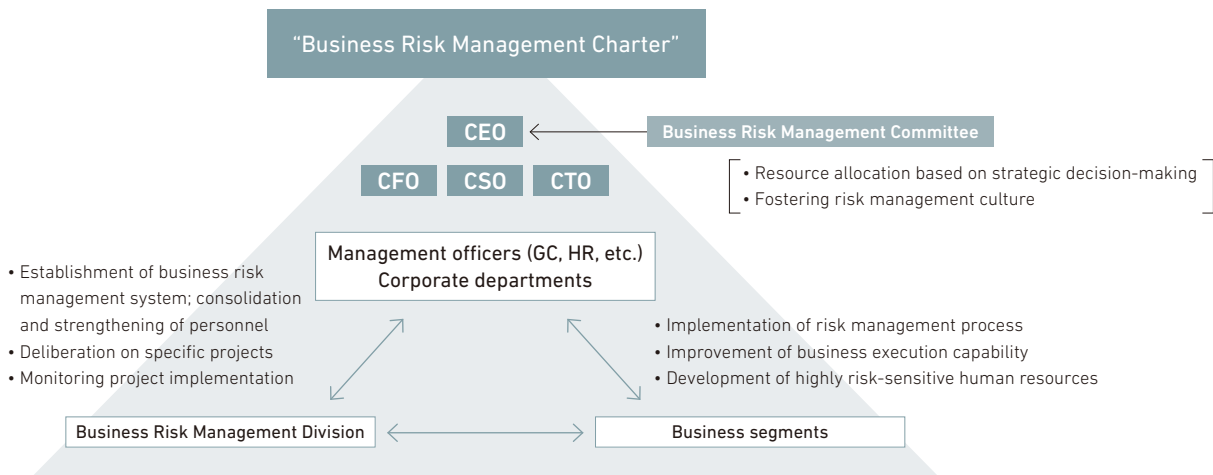 “Business Risk Management Charter”
CEO
Business Risk Management Committee
CFO
CSO
CTO
• Resource allocation based on strategic decision-making
• Fostering risk management culture
Management officers (GC, HR, etc.)
Corporate departments
• Establishment of business risk
management system; consolidation
and strengthening of personnel
• Deliberation on specific projects
• Monitoring project implementation
• Implementation of risk management process
• Improvement of business execution capability
• Development of highly risk-sensitive human resources
Business Risk Management Division
Business segments